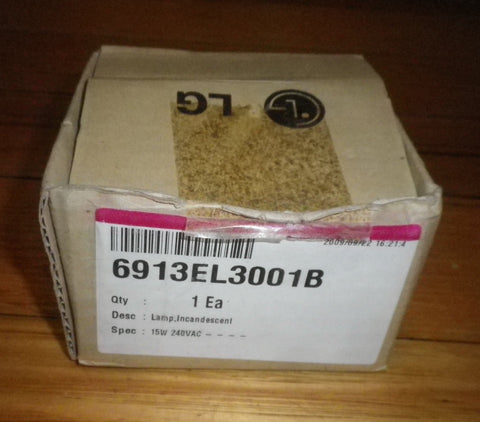 LG
2009/09/22 16:21:4
6913EL3001B
Qty : 1 Ea
Desc : Lamp,Incandescent
Spec : 15W 240VAC - - - -